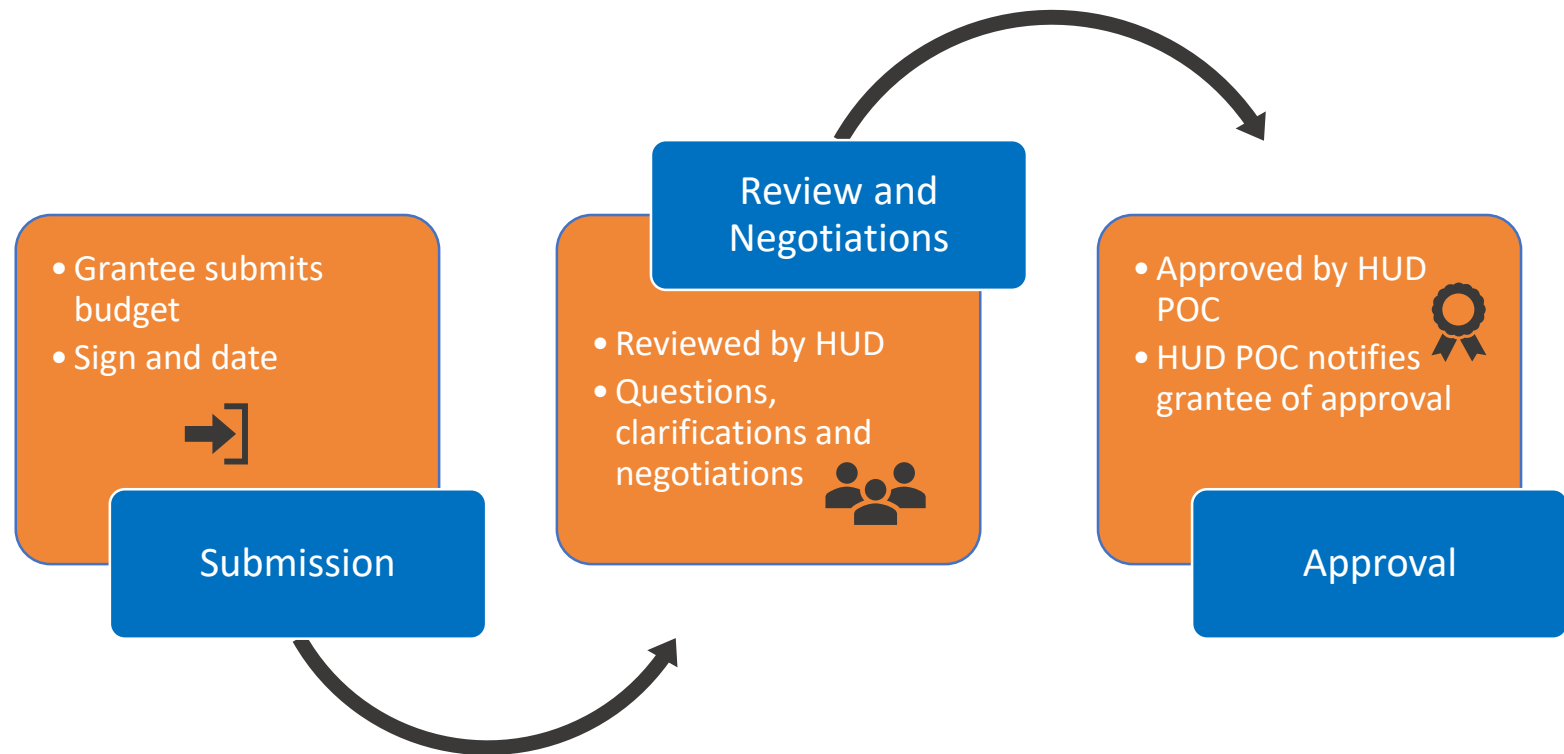 • Grantee submits
budget
• Sign and date
Submission
Review and
Negotiations
• Reviewed by HUD
• Questions,
clarifications and
negotiations
• Approved by HUD
POC
• HUD POC notifies
grantee of approval
Approval